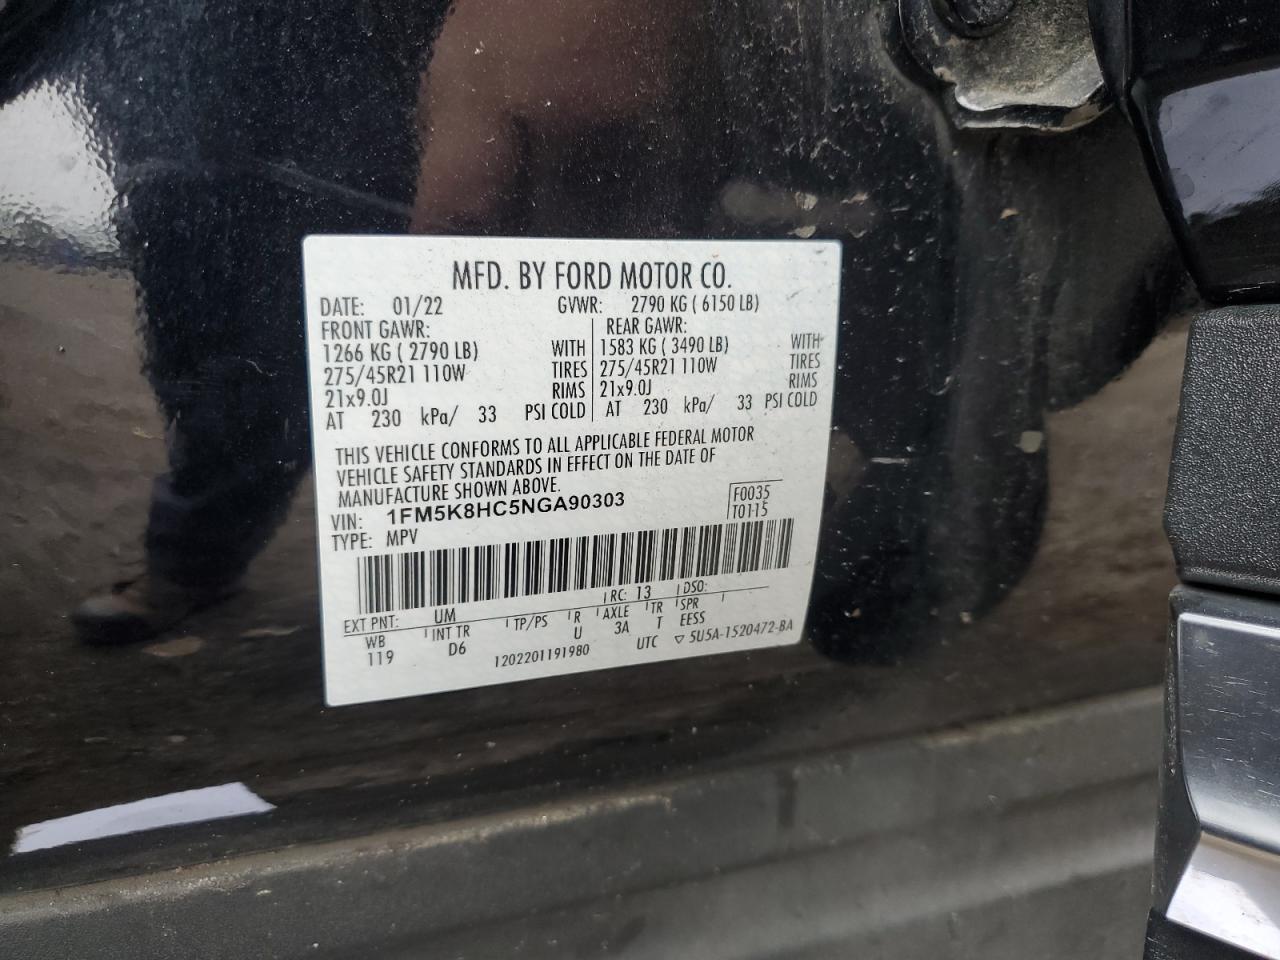 MFD. BY FORD MOTOR CO.
DATE: 01/22 GVWR: 2790 KG ( 6150 LB)
FRONT GAWR: REAR GAWR:
1266 KG ( 2790 LB) WITH 1583 KG ( 3490 LB) WITH
275/45R21 110W TIRES 275/45R21 110W TIRES
21x9.0J RIMS 21x9.0J RIMS
AT 230 kPa/ 33 PSI COLD AT 230 kPa/ 33 PSI COLD
THIS VEHICLE CONFORMS TO ALL APPLICABLE FEDERAL MOTOR
VEHICLE SAFETY STANDARDS IN EFFECT ON THE DATE OF
MANUFACTURE SHOWN ABOVE.
VIN: 1FM5K8HC5NGA90303 F0035
TYPE: MPV T0115
EXT PNT: UM RC: 13 DSO:
WB INT TR TP/PS R AXLE TR SPR
119 D6 U 3A T EESS
1202201191980 UTC ▽ 5U5A-1520472-BA